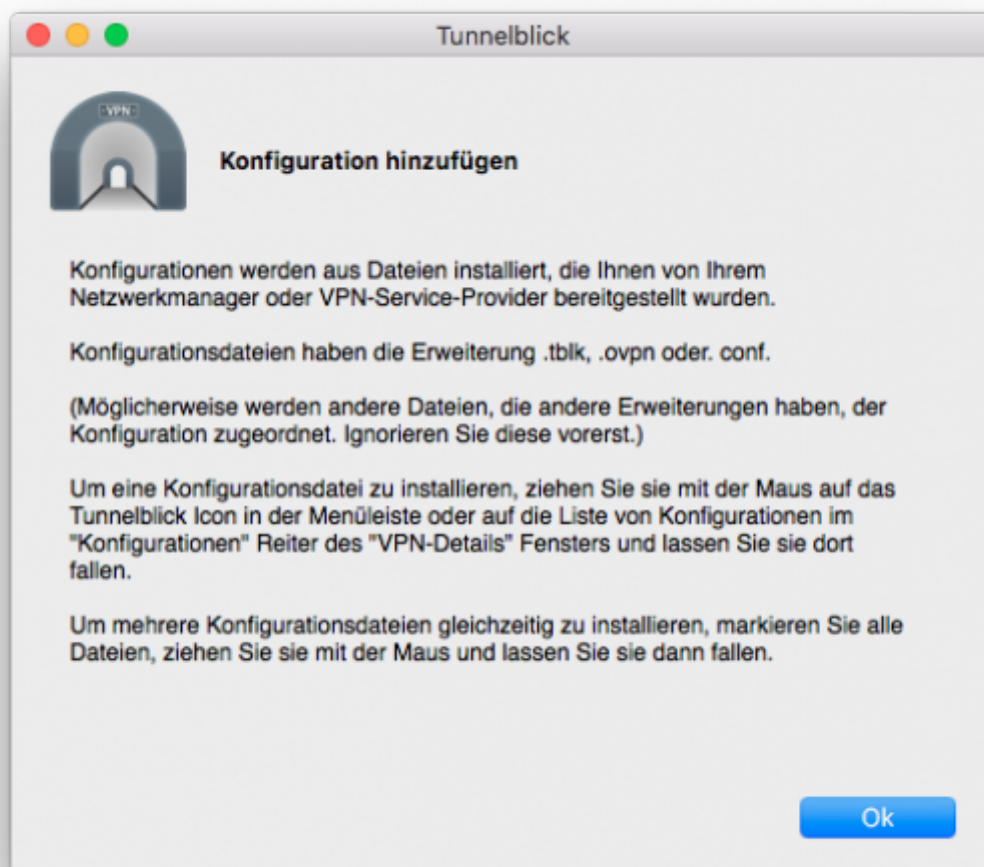 Tunnelblick
VPN
Konfiguration hinzufügen
Konfigurationen werden aus Dateien installiert, die Ihnen von Ihrem
Netzwerkmanager oder VPN-Service-Provider bereitgestellt wurden.
Konfigurationsdateien haben die Erweiterung .tblk, .ovpn oder. conf.
(Möglicherweise werden andere Dateien, die andere Erweiterungen haben, der
Konfiguration zugeordnet. Ignorieren Sie diese vorerst.)
Um eine Konfigurationsdatei zu installieren, ziehen Sie sie mit der Maus auf das
Tunnelblick Icon in der Menüleiste oder auf die Liste von Konfigurationen im
"Konfigurationen" Reiter des "VPN-Details" Fensters und lassen Sie sie dort
fallen.
Um mehrere Konfigurationsdateien gleichzeitig zu installieren, markieren Sie alle
Dateien, ziehen Sie sie mit der Maus und lassen Sie sie dann fallen.
Ok